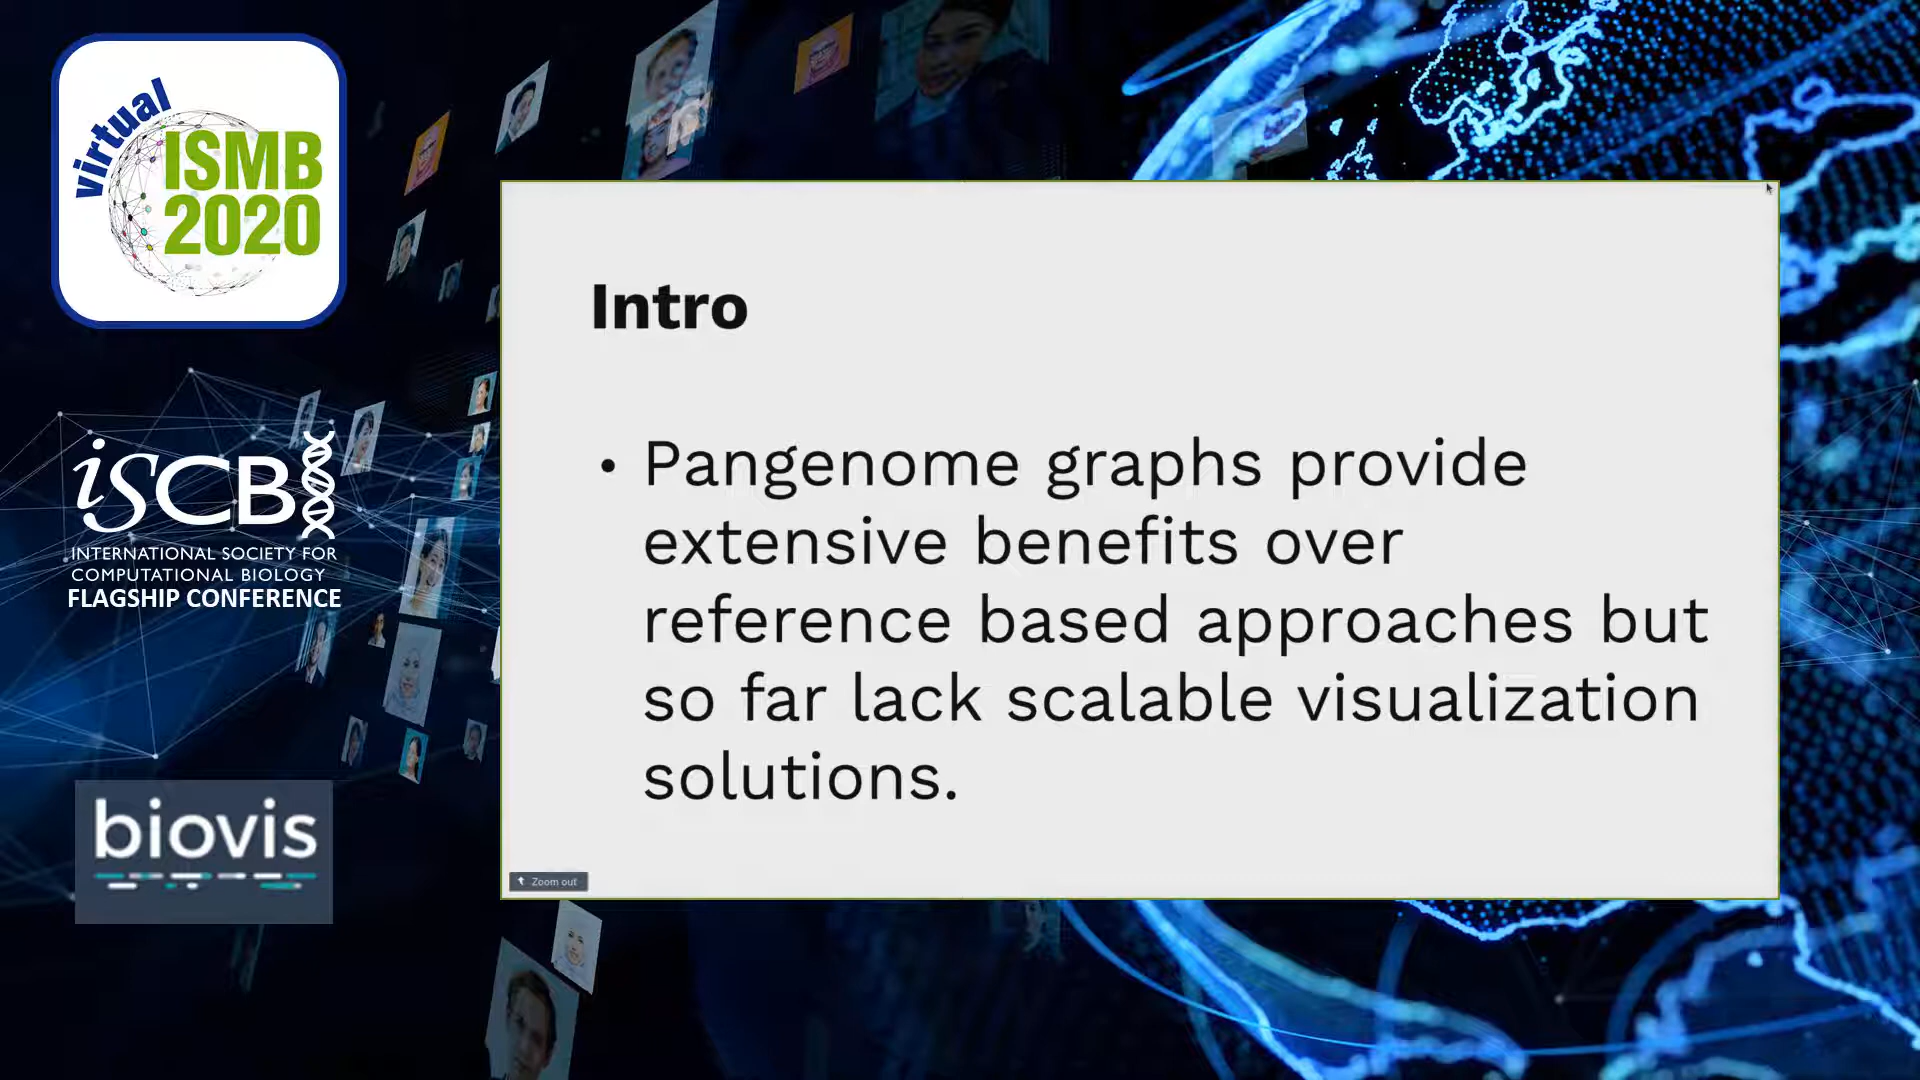 virtual
ISMB
2020
iSCB
INTERNATIONAL SOCIETY FOR
COMPUTATIONAL BIOLOGY
FLAGSHIP CONFERENCE
biovis
Intro
• Pangenome graphs provide
extensive benefits over
reference based approaches but
so far lack scalable visualization
solutions.
Zoom out